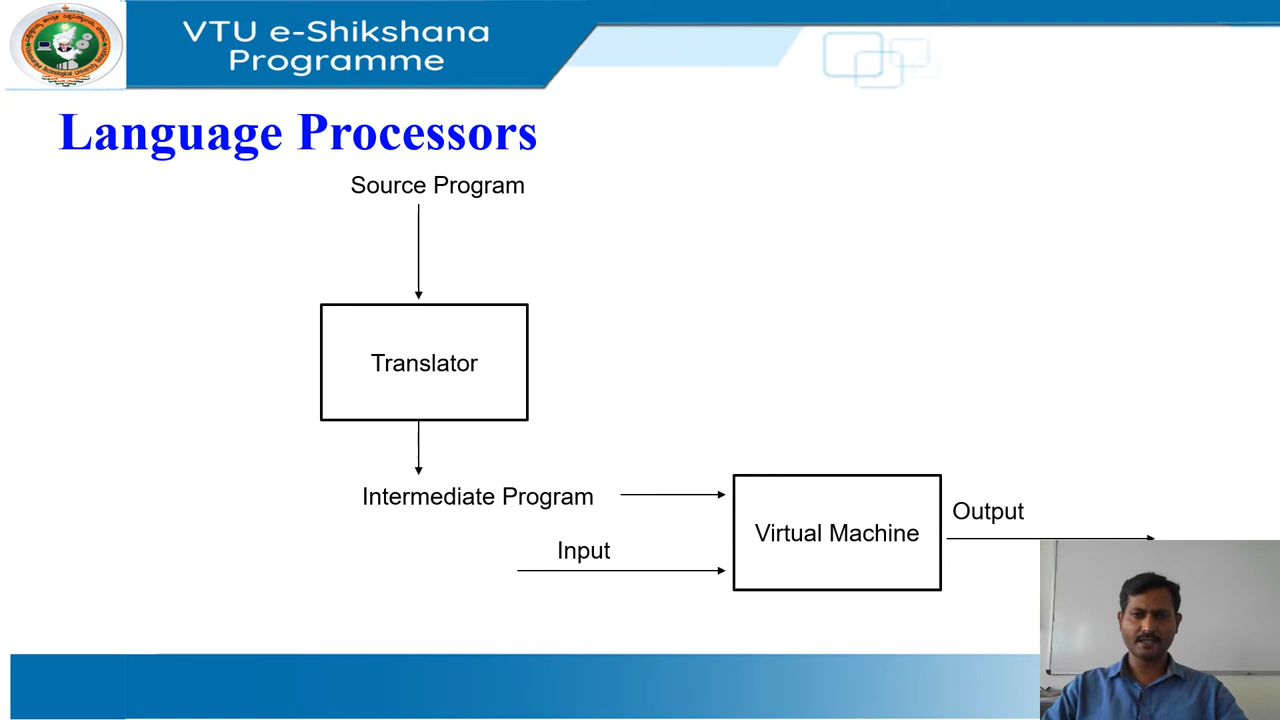 VTU e-Shikshana
Programme
Language Processors
Source Program
Translator
Intermediate Program
Input
Virtual Machine
Output